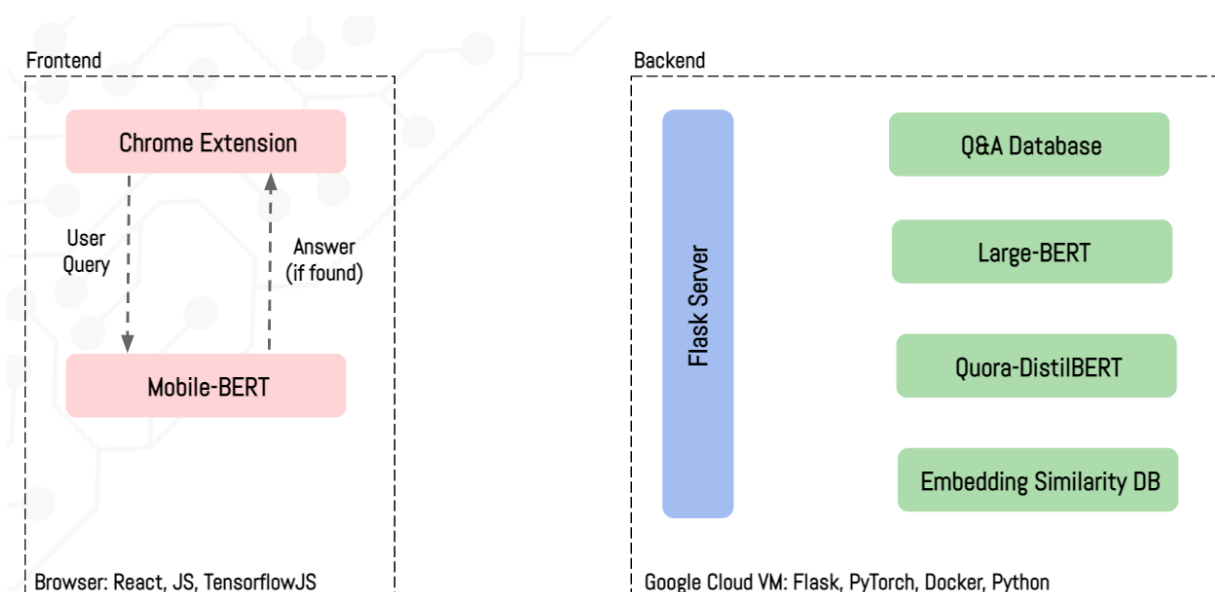 Frontend
Chrome Extension
User
Query
Answer
(if found)
Mobile-BERT
Browser: React, JS, TensorflowJS
Backend
Flask Server
Q&A Database
Large-BERT
Quora-DistilBERT
Embedding Similarity DB
Google Cloud VM: Flask, PyTorch, Docker, Python